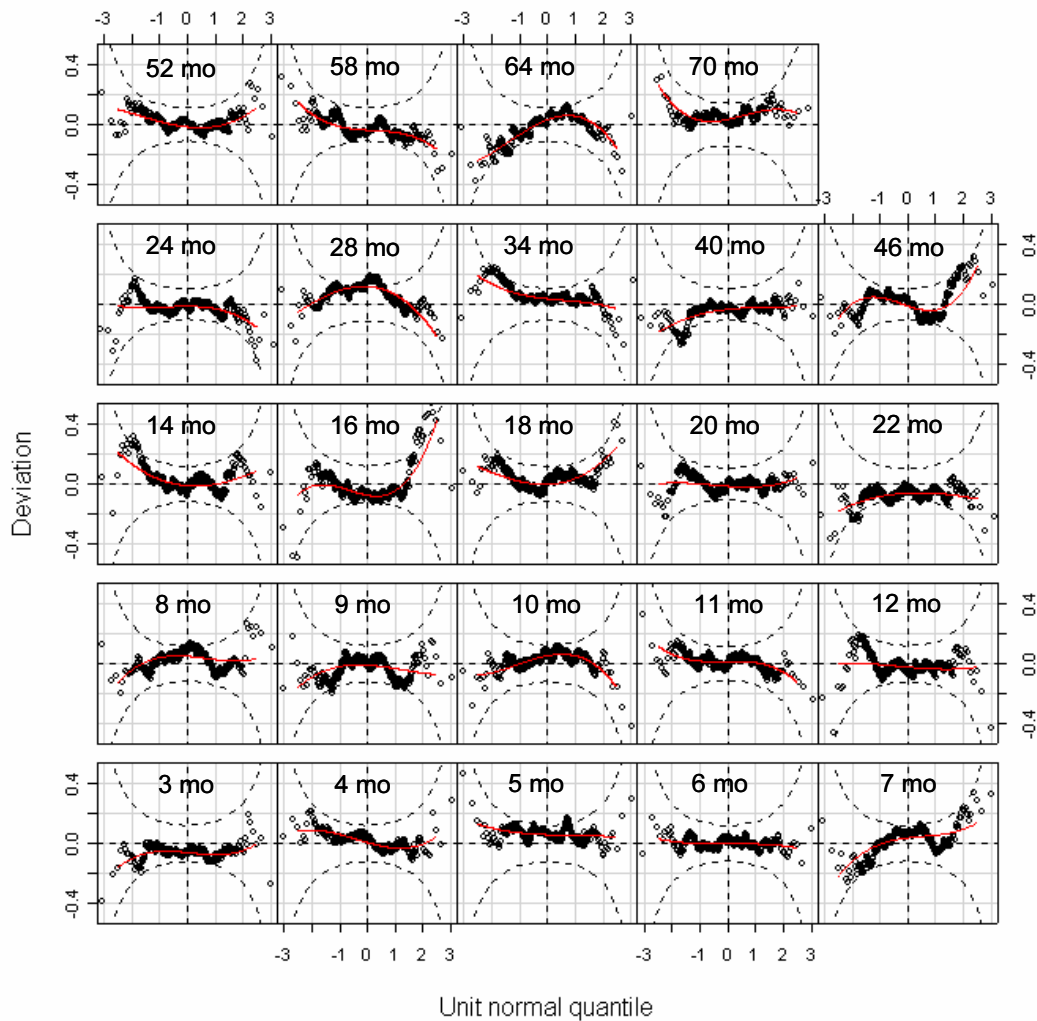 -3 -1 0 1 2 3 -3 -1 0 1 2 3
52 mo 58 mo 64 mo 70 mo
0.4
0.0
-0.4
-3 -1 0 1 2 3
24 mo 28 mo 34 mo 40 mo 46 mo
0.4
0.0
-0.4
14 mo 16 mo 18 mo 20 mo 22 mo
0.4
0.0
-0.4
Deviation
8 mo 9 mo 10 mo 11 mo 12 mo
0.4
0.0
-0.4
3 mo 4 mo 5 mo 6 mo 7 mo
0.4
0.0
-0.4
-3 -1 0 1 2 3 -3 -1 0 1 2 3
Unit normal quantile